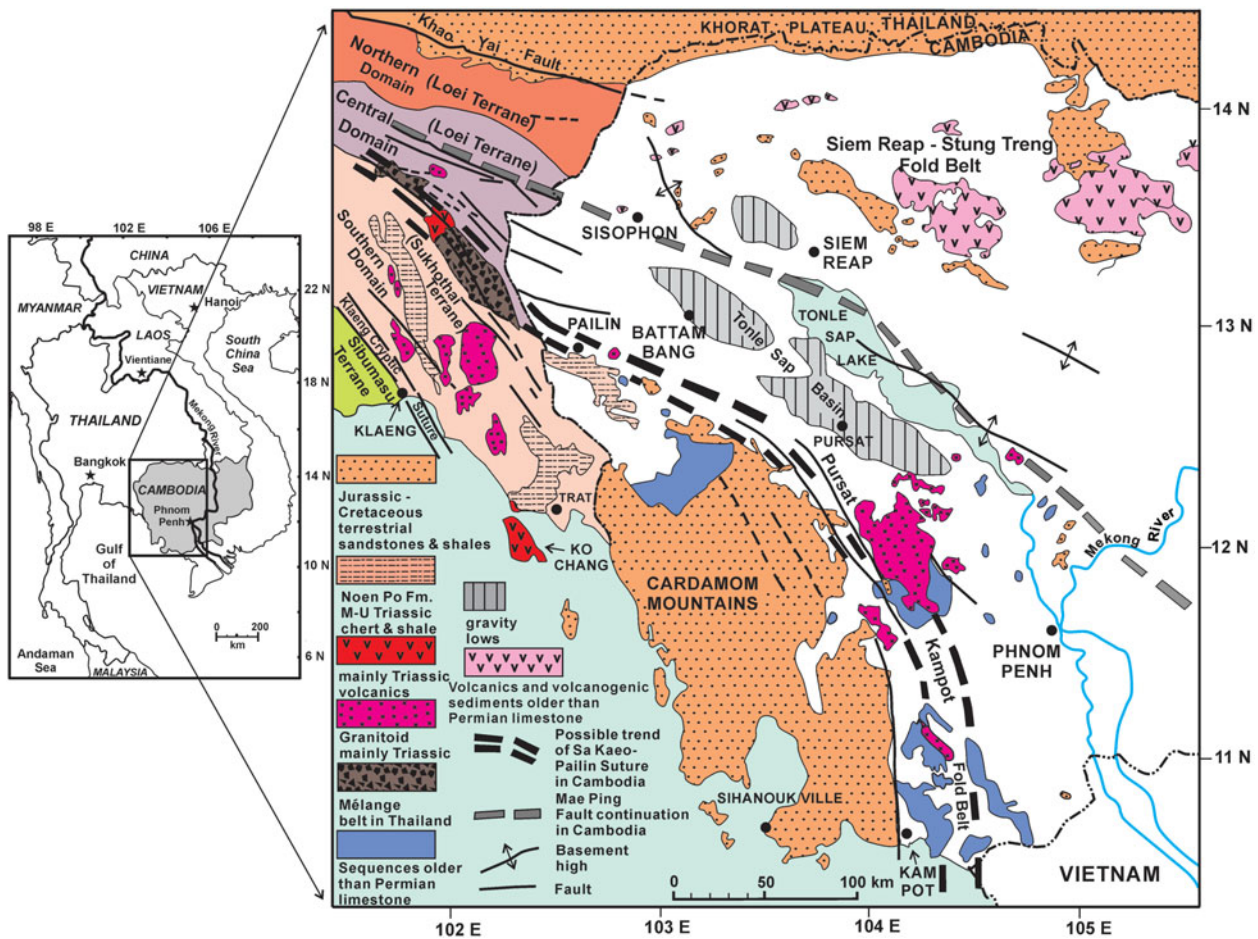 98 E
102 E
106 E
CHINA
VIETNAM
Hanoi
MYANMAR
LAOS
Vientiane
South
China
Sea
Mekong
River
THAILAND
Bangkok
CAMBODIA
Phnom
Penh
Gulf
of
Thailand
Andaman
Sea
MALAYSIA
0 200
km
22 N
18 N
14 N
10 N
6 N
KHORAT PLATEAU THAILAND
CAMBODIA
Khao Yai Fault
Northern (Loei Terrane)
Domain
Central (Loei Terrane)
Domain
Siem Reap - Stung Treng
Fold Belt
14 N
SISOPHON
SIEM
REAP
Southern
Domain
(Sukhothai
Terrane)
Klaeng Cryptic
Suture
Sibumasu
Terrane
KLAENG
PAILIN
BATTAM
BANG
Tonle Sap Basin
TONLE
SAP
LAKE
13 N
PURSAT
Pursat
TRAT
KO
CHANG
CARDAMOM
MOUNTAINS
Mekong River
12 N
PHNOM
PENH
Kampot
Fold Belt
11 N
SIHANOUKVILLE
KAM
POT
VIETNAM
Jurassic -
Cretaceous
terrestrial
sandstones & shales
Noen Po Fm.
M-U Triassic
chert & shale
mainly Triassic
volcanics
Granitoid
mainly Triassic
Mélange
belt in Thailand
Sequences older
than Permian
limestone
gravity
lows
Volcanics and volcanogenic
sediments older than
Permian limestone
Possible trend
of Sa Kaeo-
Pailin Suture
in Cambodia
Mae Ping
Fault continuation
in Cambodia
Basement
high
Fault
0 50 100 km
102 E
103 E
104 E
105 E